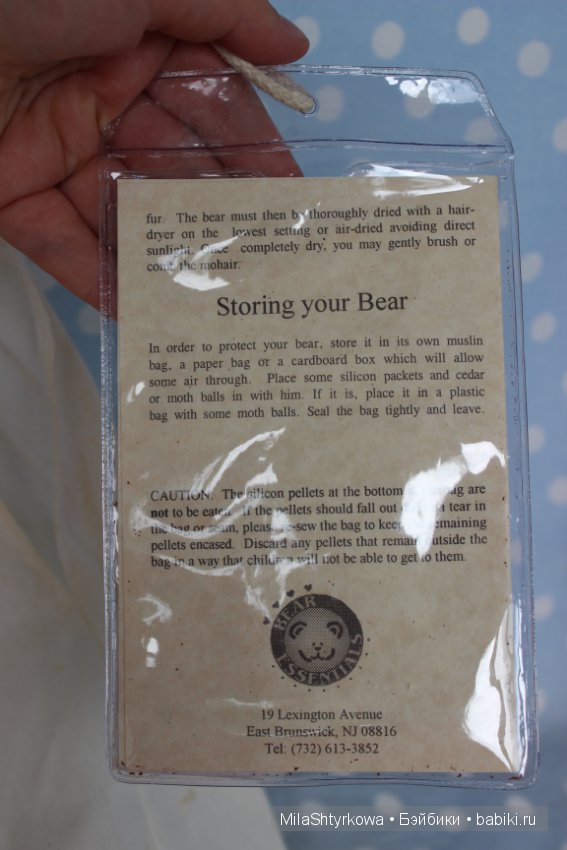 fur. The bear must then be thoroughly dried with a hair-
dryer on the lowest setting or air-dried avoiding direct
sunlight. Once completely dry, you may gently brush or
comb the mohair.
Storing your Bear
In order to protect your bear, store it in its own muslin
bag, a paper bag or a cardboard box which will allow
some air through. Place some silicon packets and cedar
or moth balls in with him. If it is, place it in a plastic
bag with some moth balls. Seal the bag tightly and leave.
CAUTION: The silicon pellets at the bottom bag are
not to be eaten. If the pellets should fall out a tear in
the bag or seam, please re-sew the bag to keep remaining
pellets encased. Discard any pellets that remain outside the
bag in a way that children will not be able to get to them.
BEAR
ESSENTIALS
19 Lexington Avenue
East Brunswick, NJ 08816
Tel: (732) 613-3852
MilaShtyrkowa • Бэйбики • babiki.ru